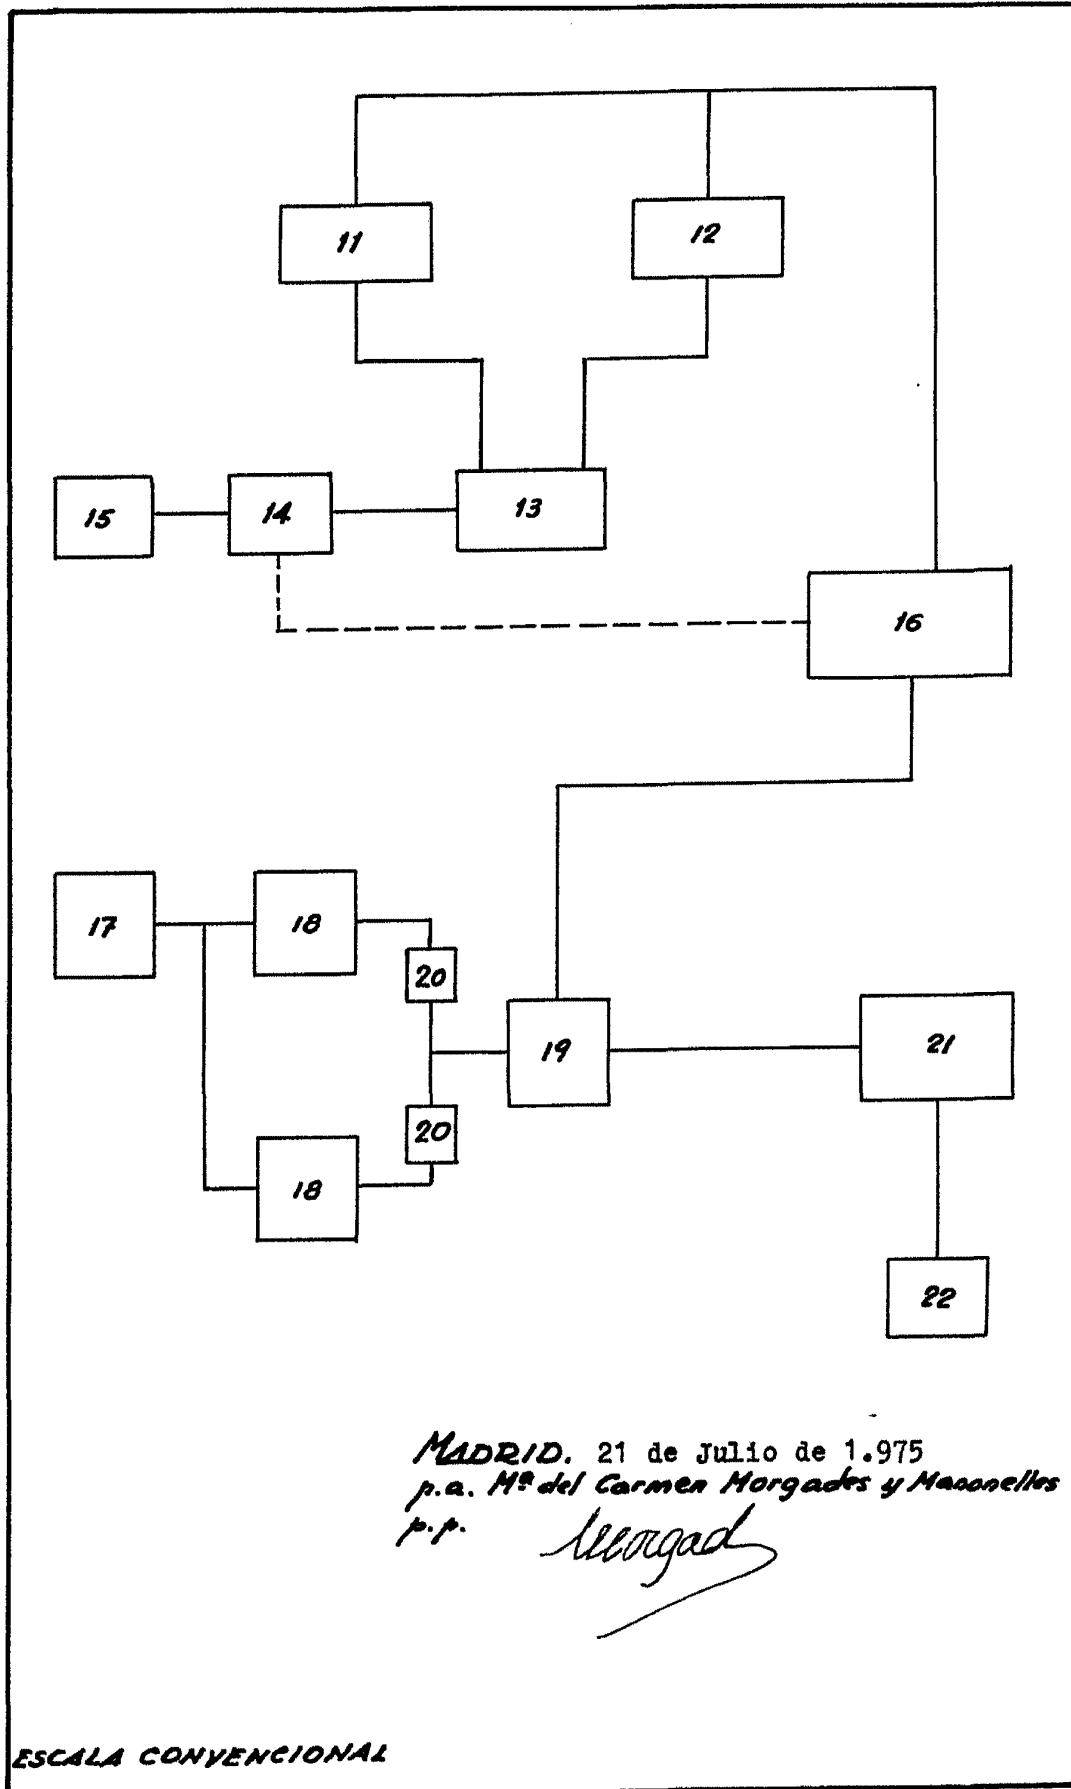 11
12
15
14
13
16
17
18
20
19
21
20
18
22
MADRID. 21 de Julio de 1.975
p.a. Mª del Carmen Morgades y Manonelles
p.p.
Morgad
ESCALA CONVENCIONAL